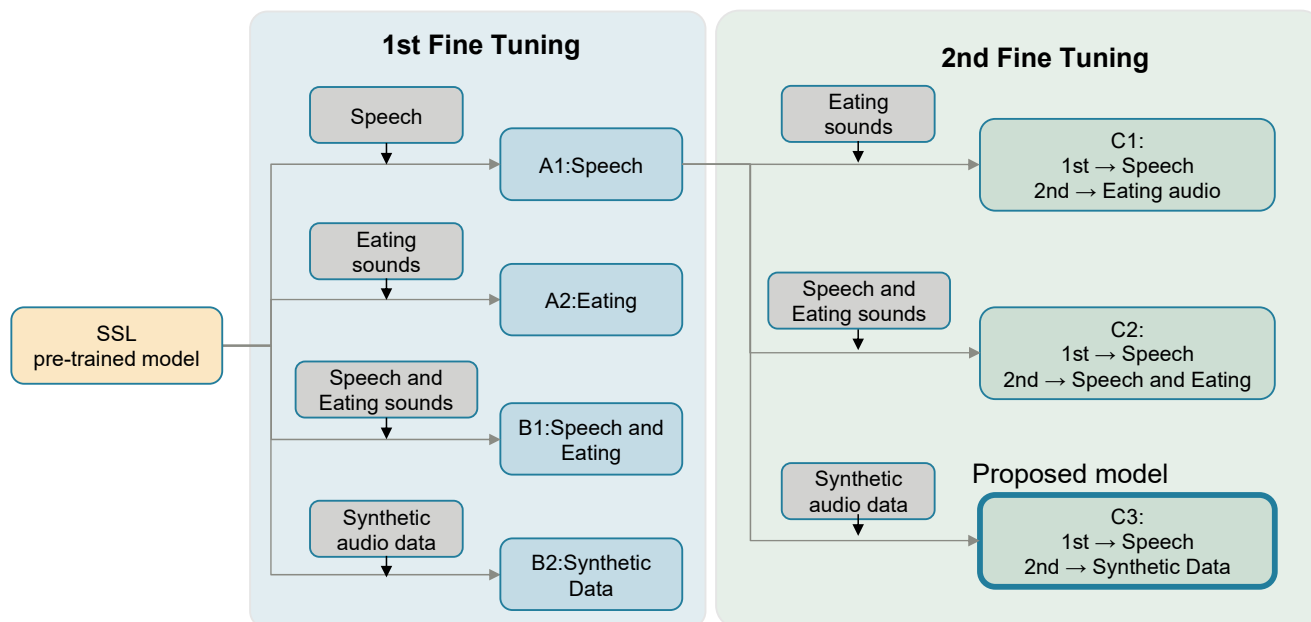 1st Fine Tuning
Speech
A1:Speech
Eating
sounds
A2:Eating
SSL
pre-trained model
Speech and
Eating sounds
B1:Speech and
Eating
Synthetic
audio data
B2:Synthetic
Data
2nd Fine Tuning
Eating
sounds
C1:
1st → Speech
2nd → Eating audio
Speech and
Eating sounds
C2:
1st → Speech
2nd → Speech and Eating
Synthetic
audio data
Proposed model
C3:
1st → Speech
2nd → Synthetic Data